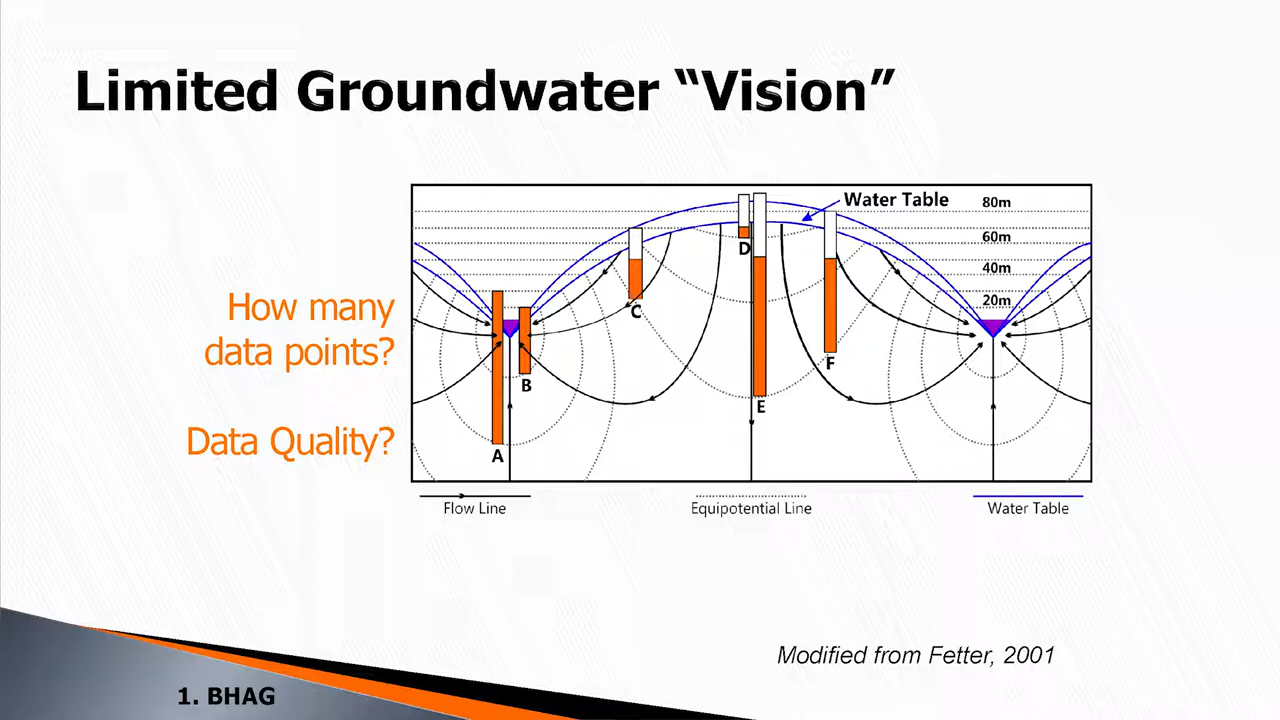 Limited Groundwater “Vision”
How many
data points?
Data Quality?
Water Table
80m
60m
40m
20m
A
B
C
D
E
F
Flow Line
Equipotential Line
Water Table
Modified from Fetter, 2001
1. BHAG